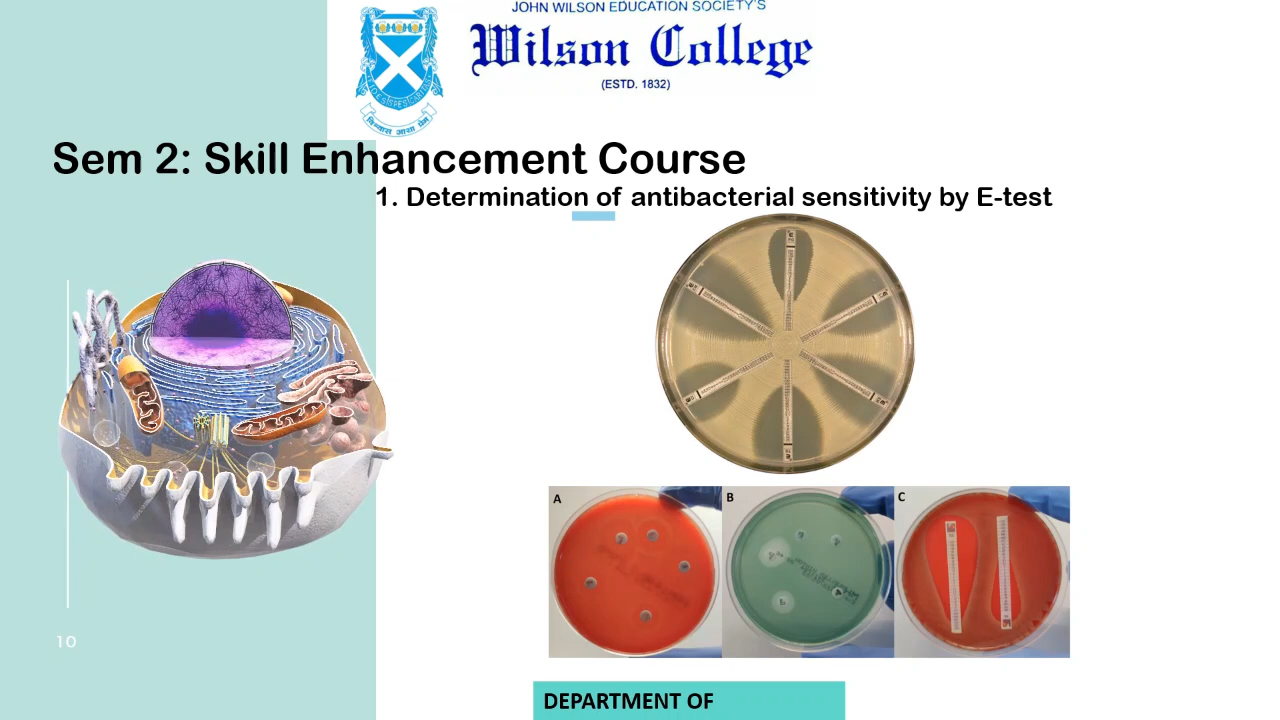 JOHN WILSON EDUCATION SOCIETY'S
Wilson College
(ESTD. 1832)
Sem 2: Skill Enhancement Course
1. Determination of antibacterial sensitivity by E-test
A
B
C
10
DEPARTMENT OF